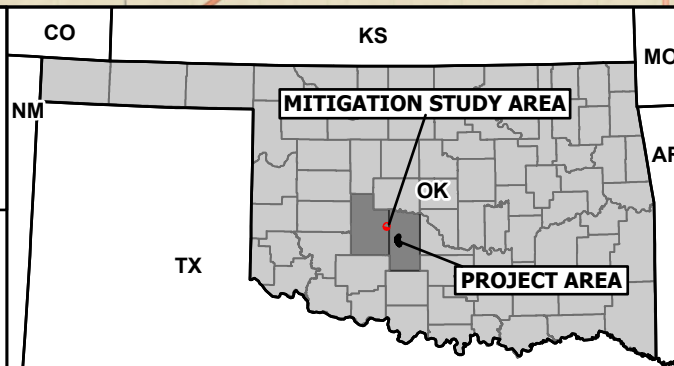 CO
KS
MO
NM
MITIGATION STUDY AREA
AR
OK
TX
PROJECT AREA